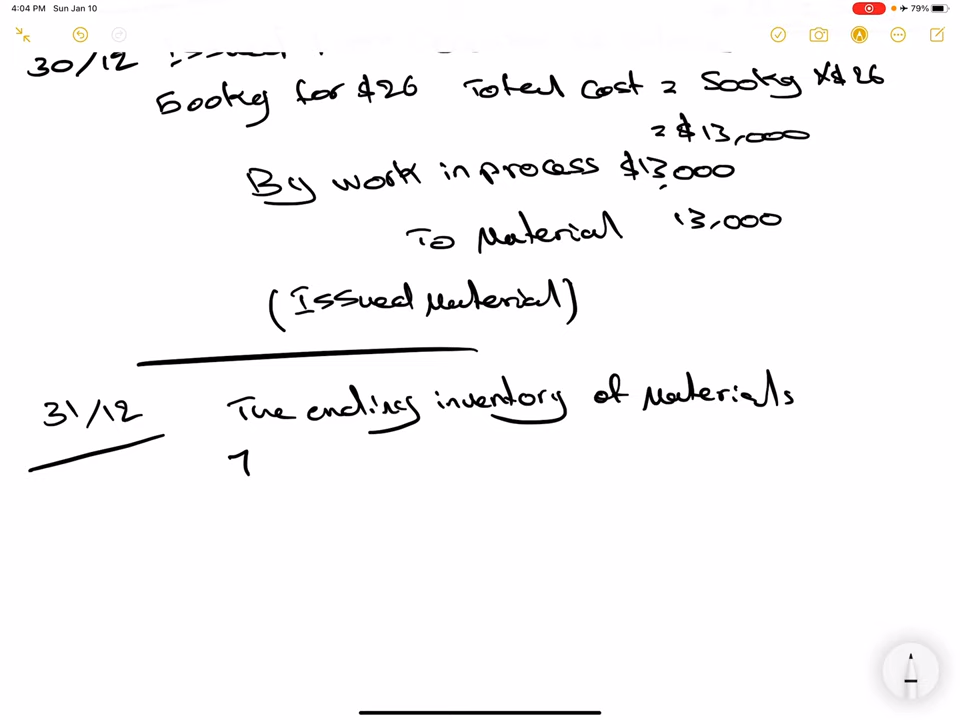 4:04 PM Sun Jan 10 79%
30/12 Issued
500kg for $26 Total cost = 500kg x $26
= $13,000
By work in process $13,000
To Material 13,000
(Issued Material)
31/12 The ending inventory of Materials